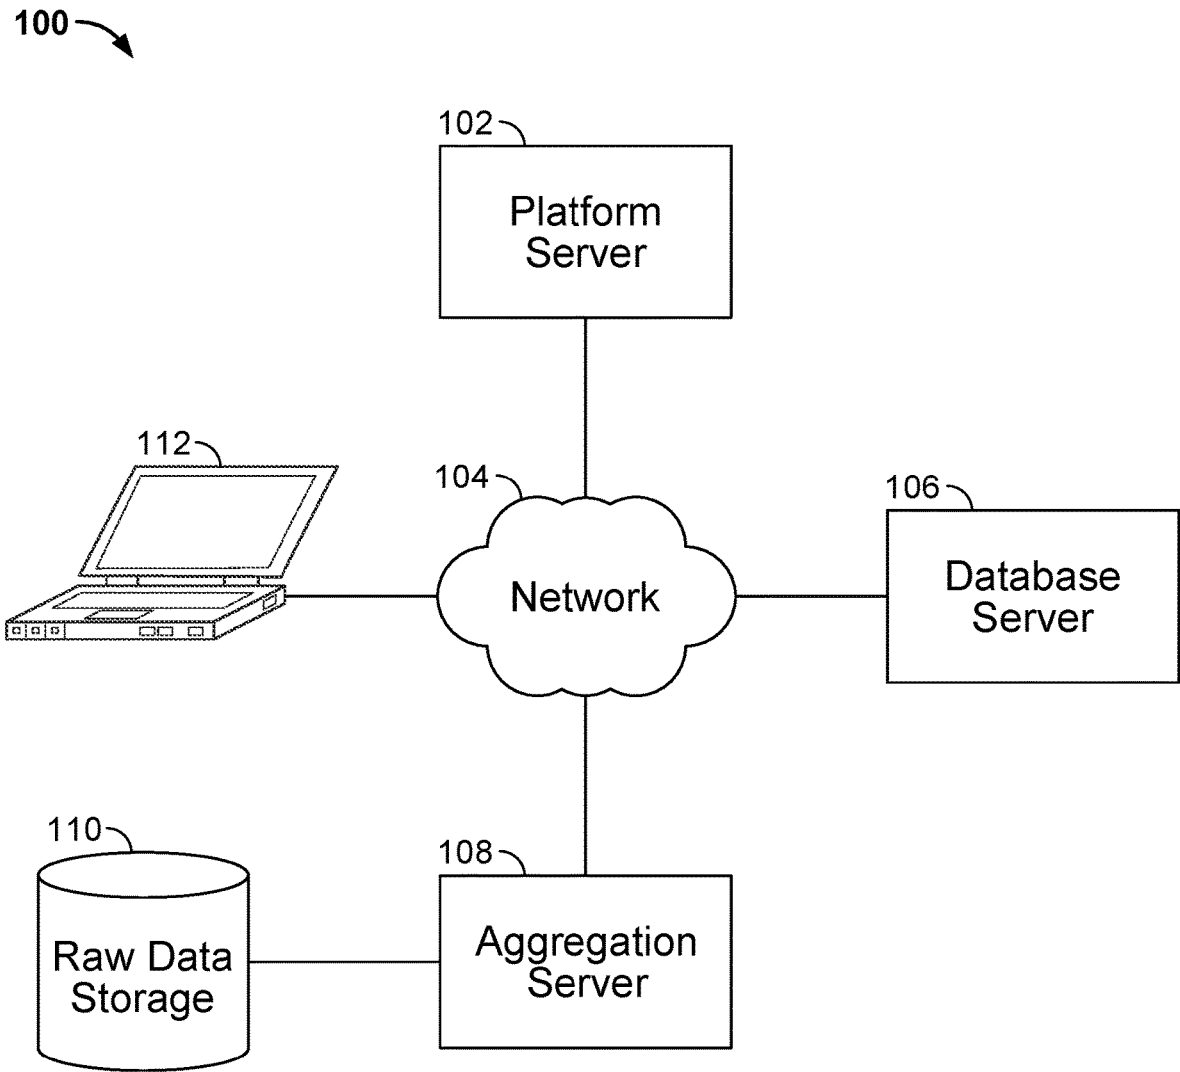 100
102
Platform
Server
112
104
106
Network
Database
Server
110
108
Raw Data
Storage
Aggregation
Server